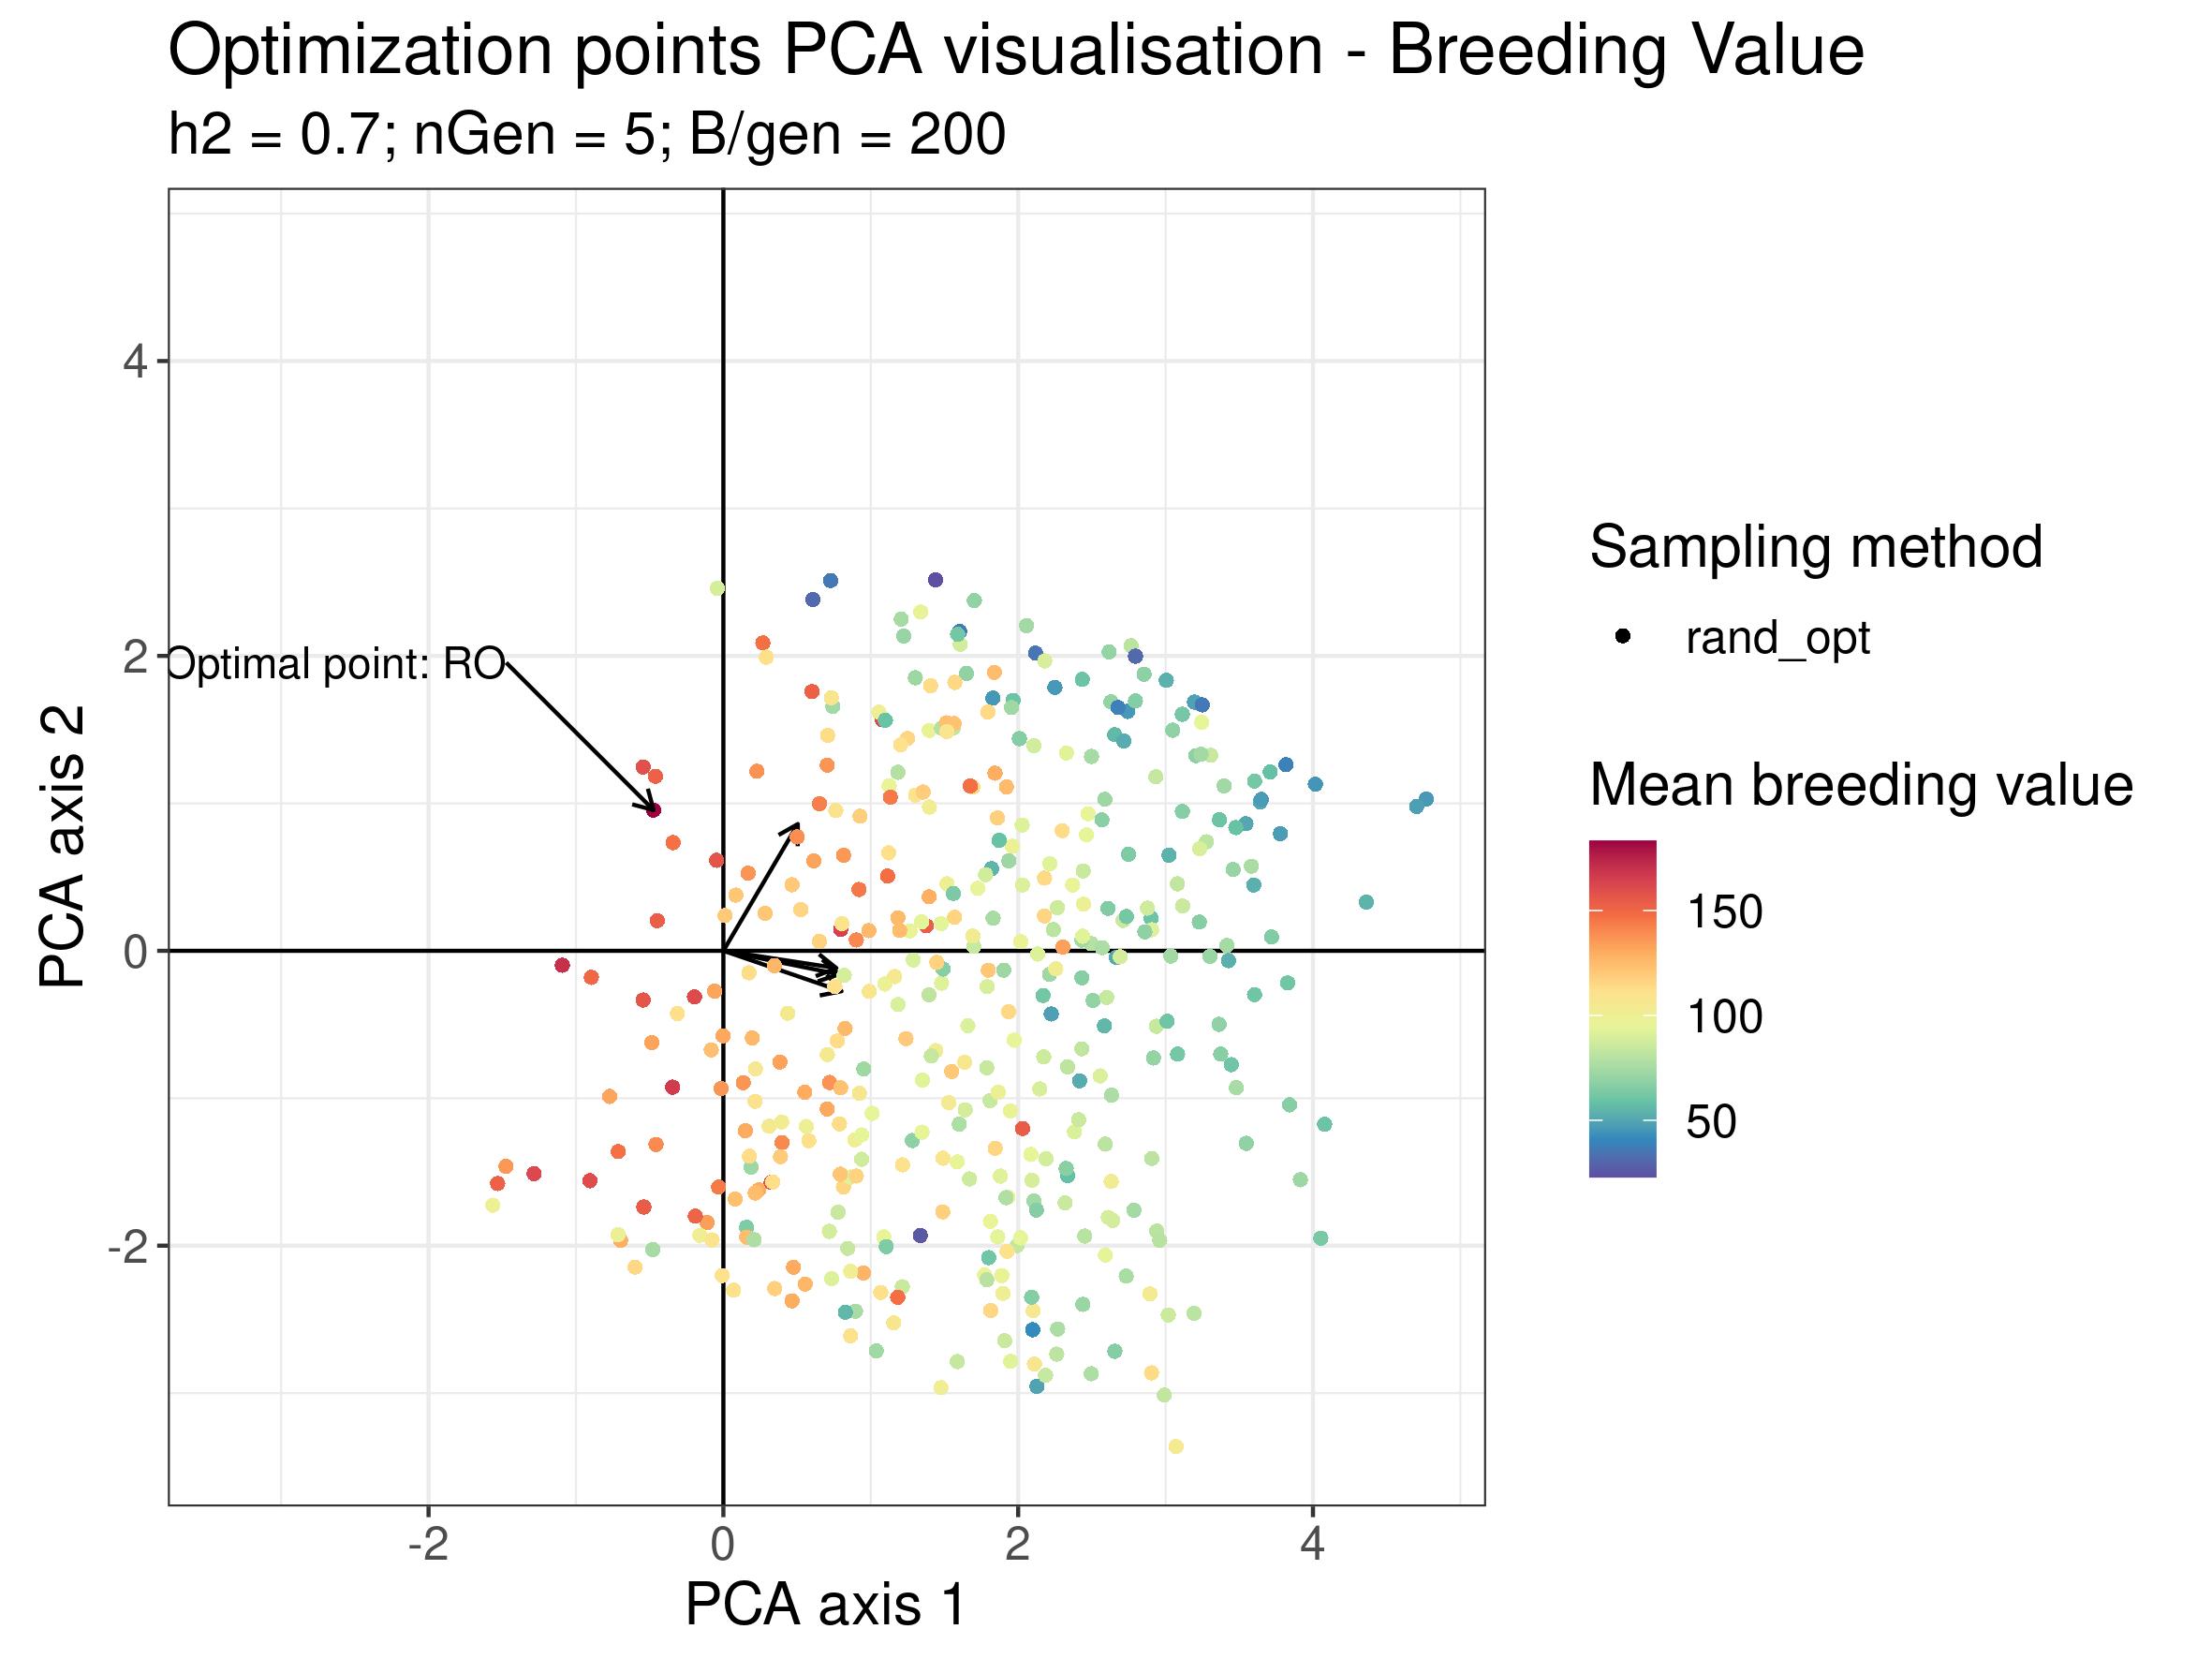 Optimization points PCA visualisation - Breeding Value
h2 = 0.7; nGen = 5; B/gen = 200
4
2
0
-2
PCA axis 2
Optimal point: RO
-2
0
2
4
PCA axis 1
Sampling method
rand_opt
Mean breeding value
150
100
50